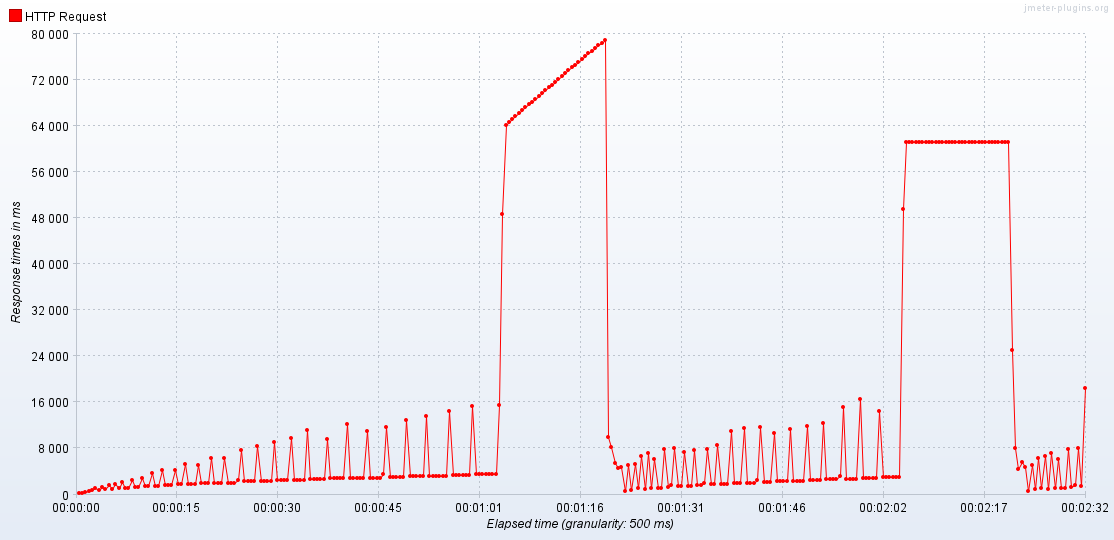 jmeter-plugins.org
HTTP Request
80 000
72 000
64 000
56 000
48 000
40 000
32 000
24 000
16 000
8 000
0
Response times in ms
00:00:00 00:00:15 00:00:30 00:00:45 00:01:01 00:01:16 00:01:31 00:01:46 00:02:02 00:02:17 00:02:32
Elapsed time (granularity: 500 ms)